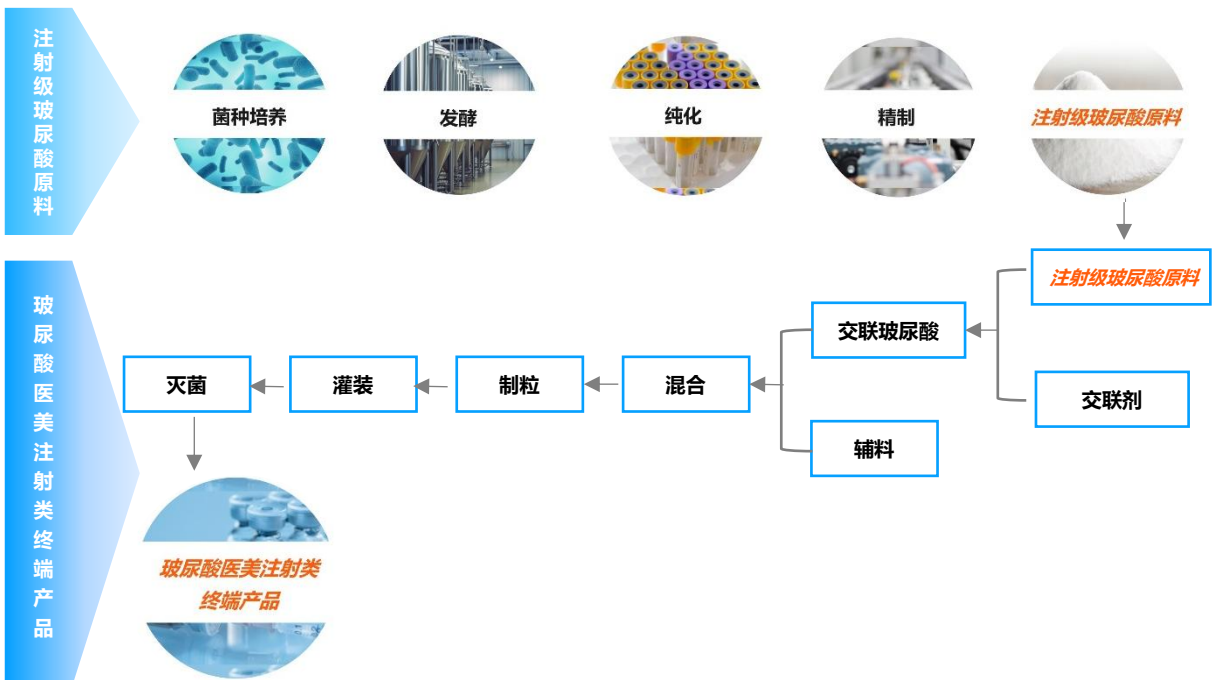 注射级玻尿酸原料
菌种培养
发酵
纯化
精制
注射级玻尿酸原料
玻尿酸医美注射类终端产品
注射级玻尿酸原料
交联剂
交联玻尿酸
辅料
混合
制粒
灌装
灭菌
玻尿酸医美注射类
终端产品